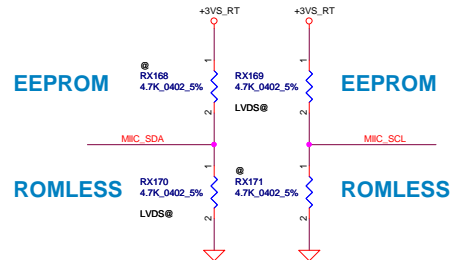 +3VS_RT +3VS_RT
1 1
@
RX168 RX169
EEPROM 4.7K_0402_5% 4.7K_0402_5% EEPROM
2 LVDS@ 2
MIIC_SDA MIIC_SCL
1 @ 1
RX170 RX171
ROMLESS 4.7K_0402_5% 4.7K_0402_5% ROMLESS
LVDS@ 2 2